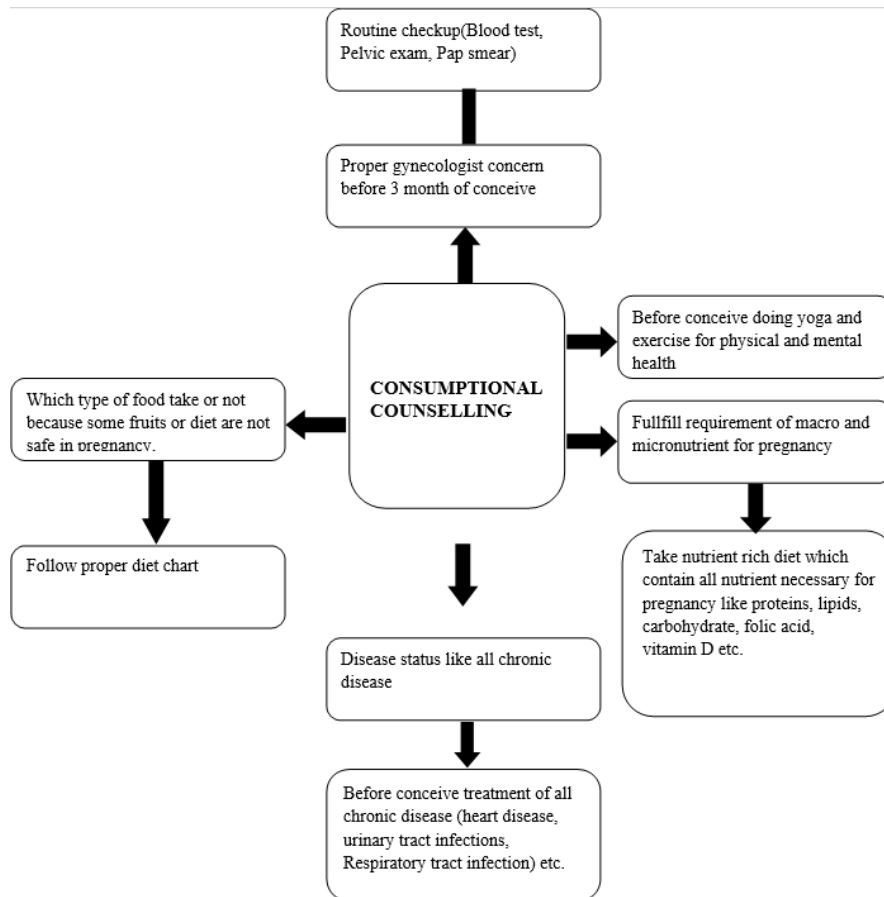 Routine checkup(Blood test,
Pelvic exam, Pap smear)
Proper gynecologist concern
before 3 month of conceive
Before conceive doing yoga and
exercise for physical and mental
health
CONSUMPTIONAL
COUNSELLING
Which type of food take or not
because some fruits or diet are not
safe in pregnancy.
Fullfill requirement of macro and
micronutrient for pregnancy
Follow proper diet chart
Take nutrient rich diet which
contain all nutrient necessary for
pregnancy like proteins, lipids,
carbohydrate, folic acid,
vitamin D etc.
Disease status like all chronic
disease
Before conceive treatment of all
chronic disease (heart disease,
urinary tract infections,
Respiratory tract infection) etc.